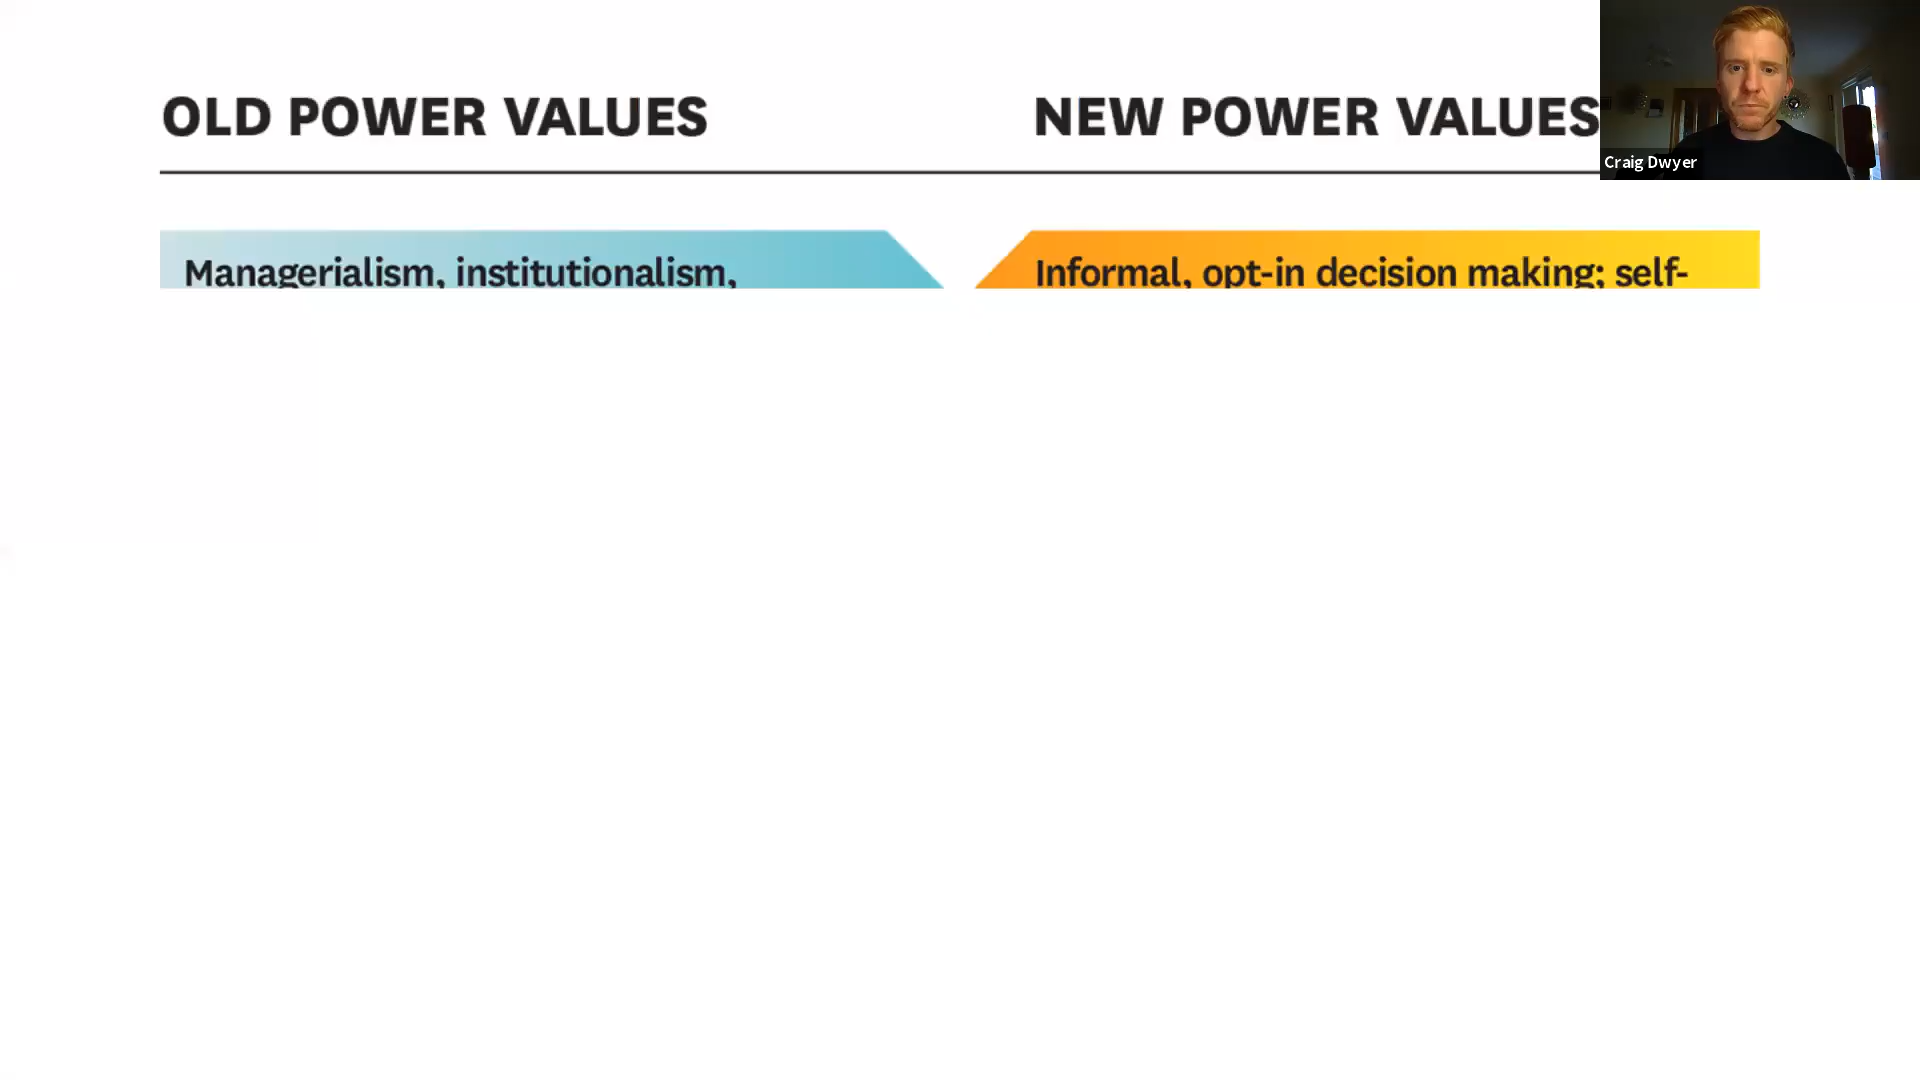 OLD POWER VALUES
NEW POWER VALUES
Craig Dwyer
Managerialism, institutionalism,
Informal, opt-in decision making; self-